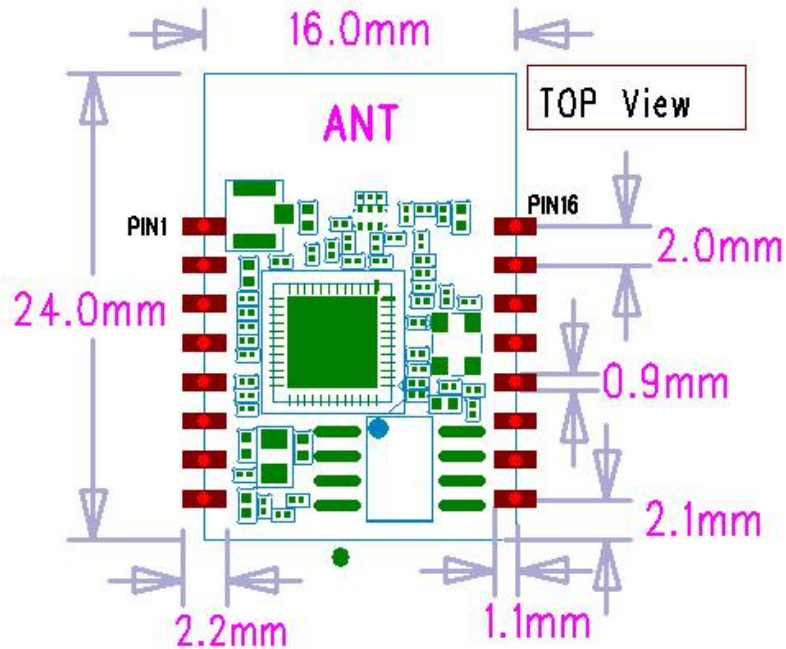 16.0mm
TOP View
ANT
PIN1
PIN16
2.0mm
24.0mm
0.9mm
2.1mm
2.2mm
1.1mm